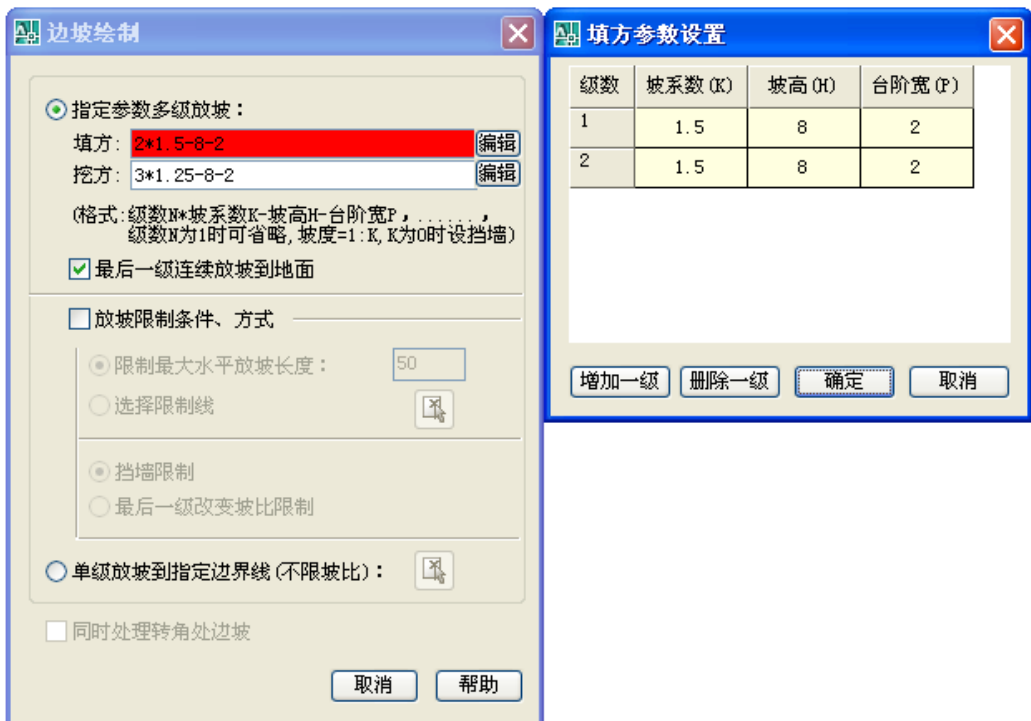 边坡绘制
指定参数多级放坡:
填方: 2*1.5-8-2 编辑
挖方: 3*1.25-8-2 编辑
(格式:级数N*坡系数K-坡高H-台阶宽P, ......,
级数N为1时可省略,坡度=1:K,K为0时设挡墙)
最后一级连续放坡到地面
放坡限制条件、方式
限制最大水平放坡长度: 50
选择限制线
挡墙限制
最后一级改变坡比限制
单级放坡到指定边界线(不限坡比):
同时处理转角处边坡
取消 帮助
填方参数设置
级数 坡系数(K) 坡高(H) 台阶宽(P)
1 1.5 8 2
2 1.5 8 2
增加一级 删除一级 确定 取消